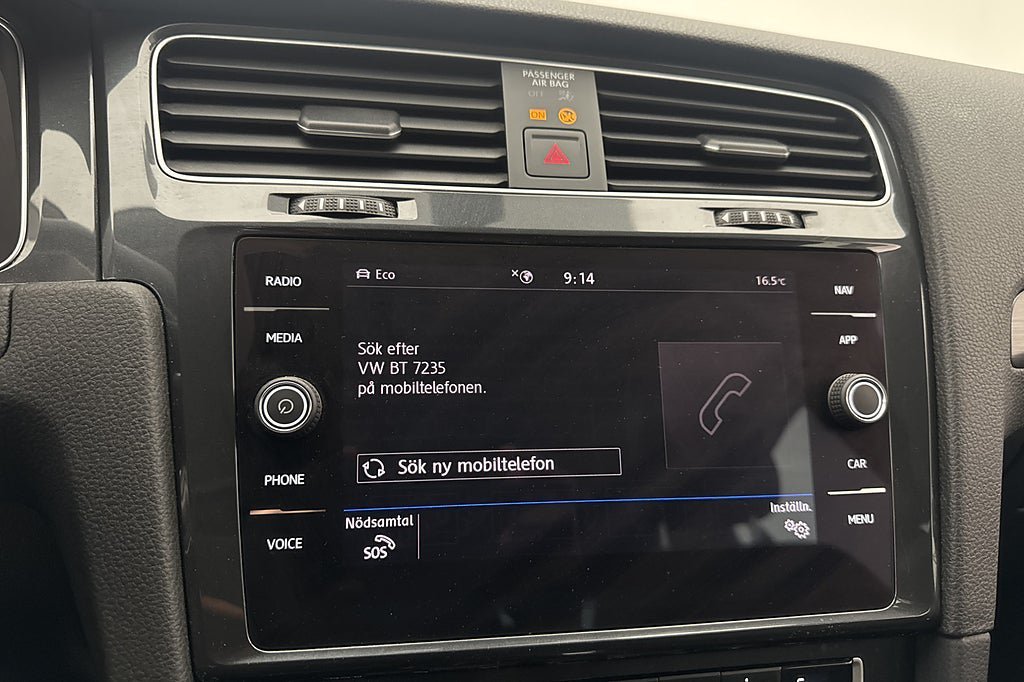 PASSENGER
AIR BAG
OFF
ON
RADIO
MEDIA
PHONE
VOICE
Eco
9:14
16.5°C
Sök efter
VW BT 7235
på mobiltelefonen.
Sök ny mobiltelefon
Nödsamtal
SOS
Inställn.
NAV
APP
CAR
MENU